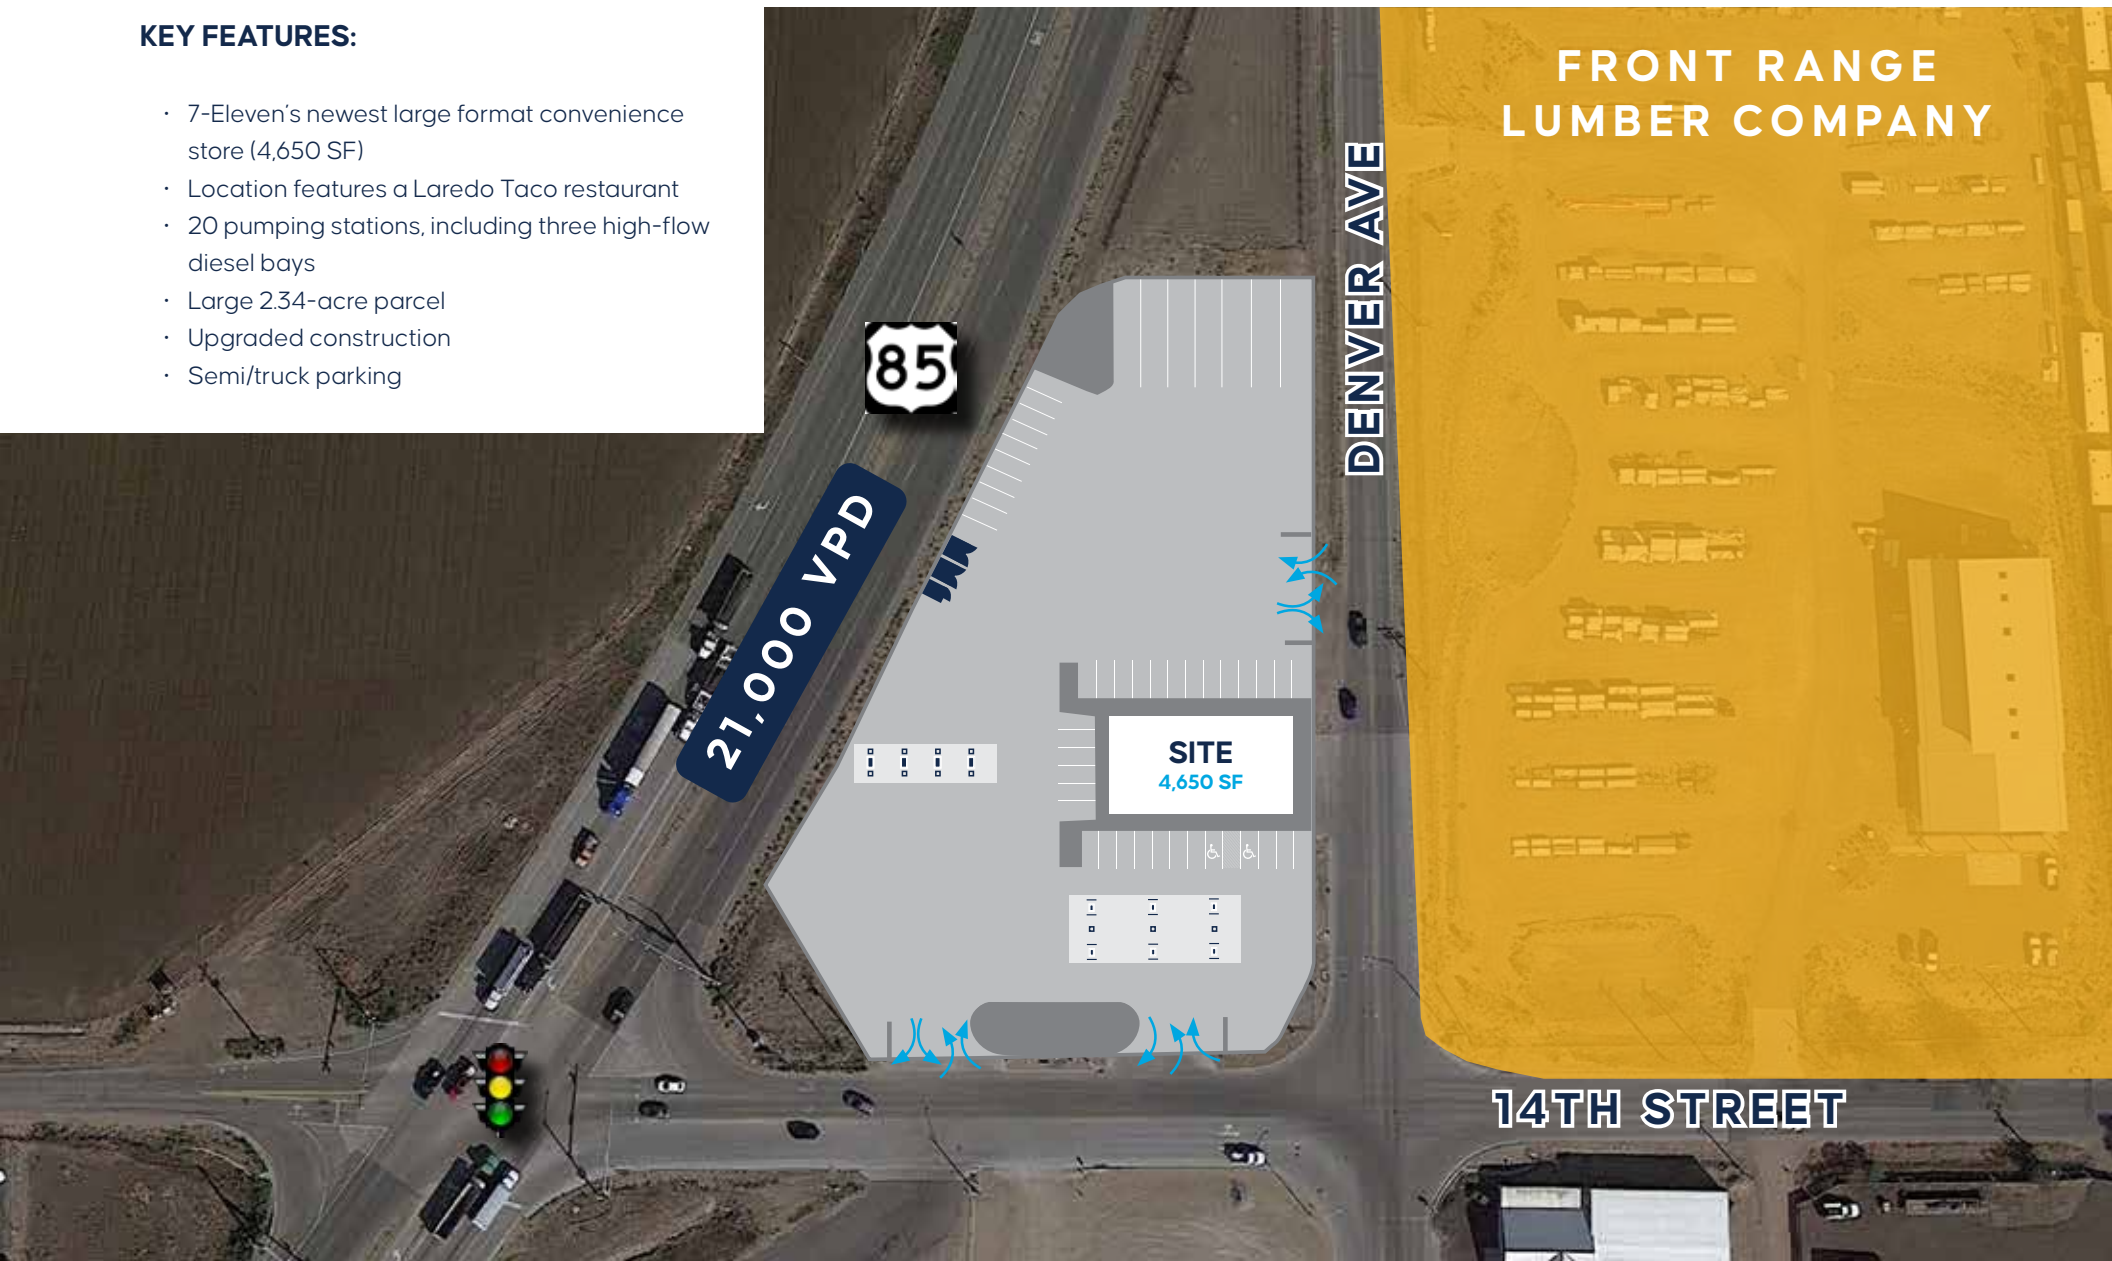 KEY FEATURES:
· 7-Eleven's newest large format convenience
store (4,650 SF)
· Location features a Laredo Taco restaurant
· 20 pumping stations, including three high-flow
diesel bays
· Large 2.34-acre parcel
· Upgraded construction
· Semi/truck parking
FRONT RANGE
LUMBER COMPANY
DENVER AVE
85
21,000 VPD
SITE
4,650 SF
14TH STREET